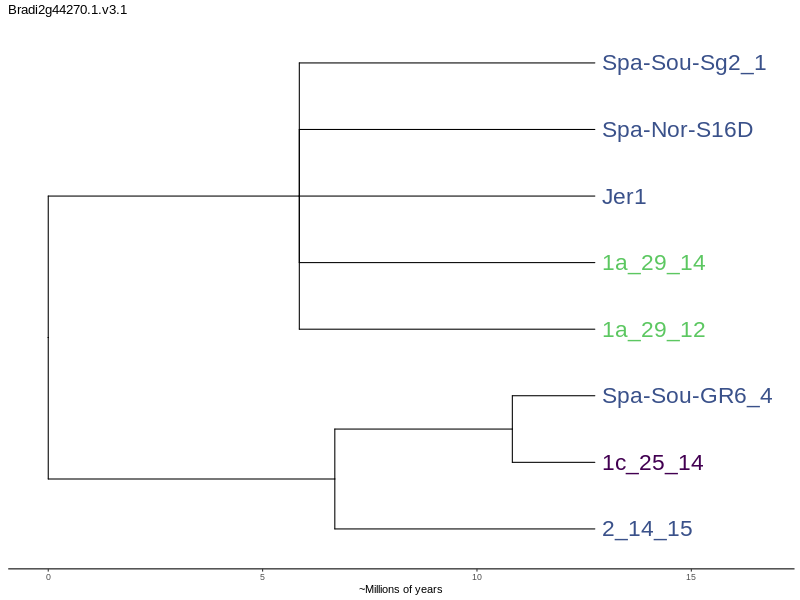 Bradi2g44270.1.v3.1
Spa-Sou-Sg2_1
Spa-Nor-S16D
Jer1
1a_29_14
1a_29_12
Spa-Sou-GR6_4
1c_25_14
2_14_15
0 5 10 15
~Millions of years